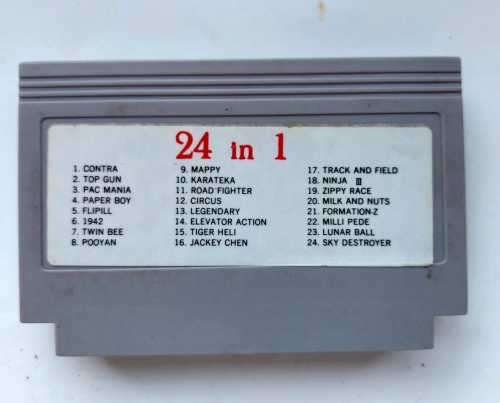 24 in 1
1. CONTRA
2. TOP GUN
3. PAC MANIA
4. PAPER BOY
5. FLIPILL
6. 1942
7. TWIN BEE
8. POOYAN
9. MAPPY
10. KARATEKA
11. ROAD FIGHTER
12. CIRCUS
13. LEGENDARY
14. ELEVATOR ACTION
15. TIGER HELI
16. JACKEY CHEN
17. TRACK AND FIELD
18. NINJA Ⅲ
19. ZIPPY RACE
20. MILK AND NUTS
21. FORMATION-Z
22. MILLI PEDE
23. LUNAR BALL
24. SKY DESTROYER